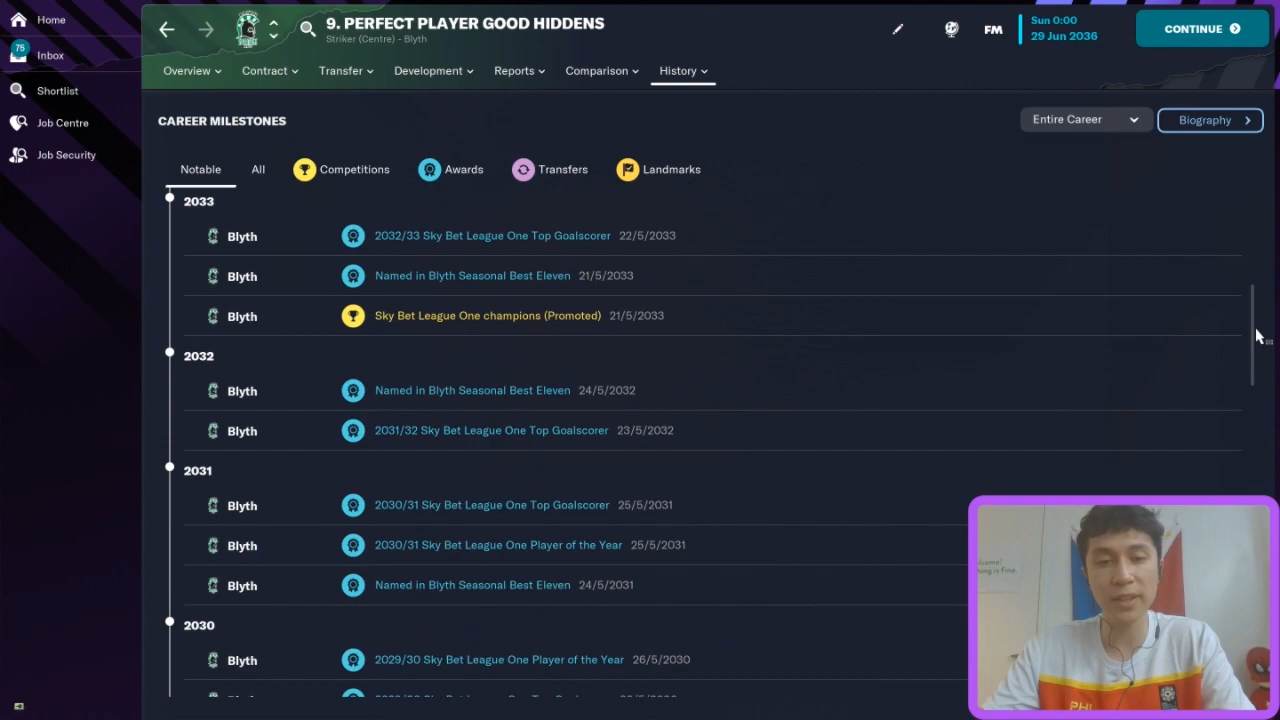 Home
75
Inbox
Shortlist
Job Centre
Job Security
9. PERFECT PLAYER GOOD HIDDENS
Striker (Centre) - Blyth
FM
Sun 0:00
29 Jun 2036
CONTINUE
Overview
Contract
Transfer
Development
Reports
Comparison
History
CAREER MILESTONES
Entire Career
Biography
Notable
All
Competitions
Awards
Transfers
Landmarks
2033
Blyth 2032/33 Sky Bet League One Top Goalscorer 22/5/2033
Blyth Named in Blyth Seasonal Best Eleven 21/5/2033
Blyth Sky Bet League One champions (Promoted) 21/5/2033
2032
Blyth Named in Blyth Seasonal Best Eleven 24/5/2032
Blyth 2031/32 Sky Bet League One Top Goalscorer 23/5/2032
2031
Blyth 2030/31 Sky Bet League One Top Goalscorer 25/5/2031
Blyth 2030/31 Sky Bet League One Player of the Year 25/5/2031
Blyth Named in Blyth Seasonal Best Eleven 24/5/2031
2030
Blyth 2029/30 Sky Bet League One Player of the Year 26/5/2030
is fine.
PHI